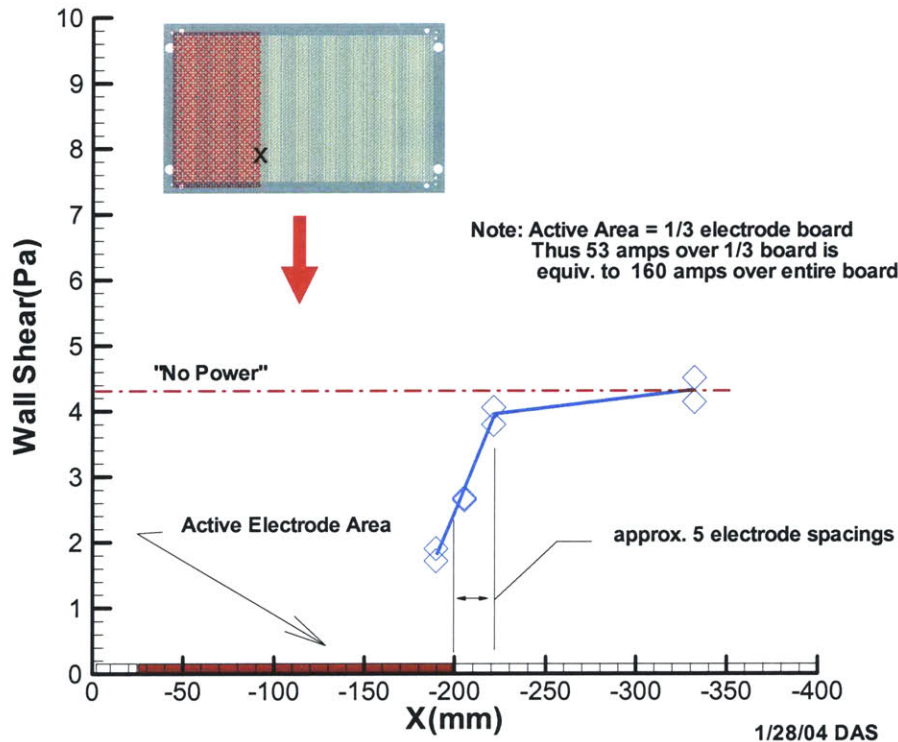 10
9
8
7
6
5
4
3
2
1
0
Wall Shear(Pa)
X
Note: Active Area = 1/3 electrode board
Thus 53 amps over 1/3 board is
equiv. to 160 amps over entire board
"No Power"
Active Electrode Area
approx. 5 electrode spacings
0 -50 -100 -150 -200 -250 -300 -350 -400
X(mm)
1/28/04 DAS